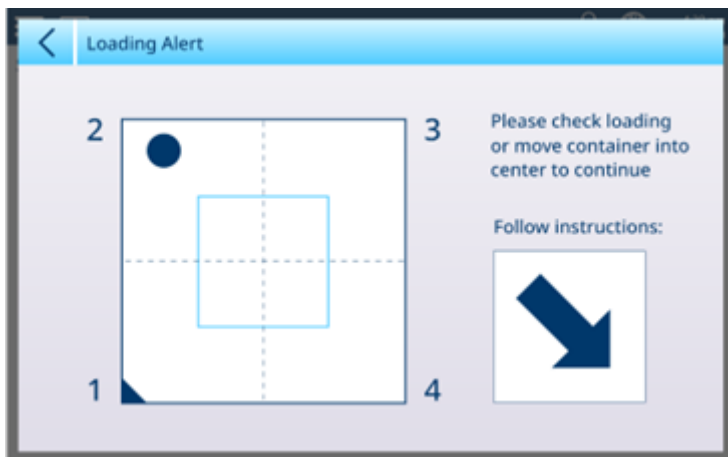 Loading Alert
2
3
Please check loading
or move container into
center to continue
Follow instructions:
1
4